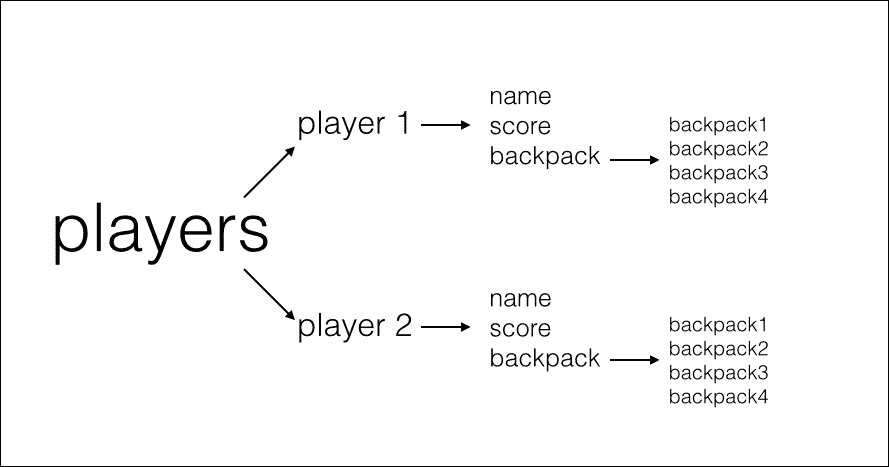 players
player 1
name
score
backpack
backpack1
backpack2
backpack3
backpack4
player 2
name
score
backpack
backpack1
backpack2
backpack3
backpack4